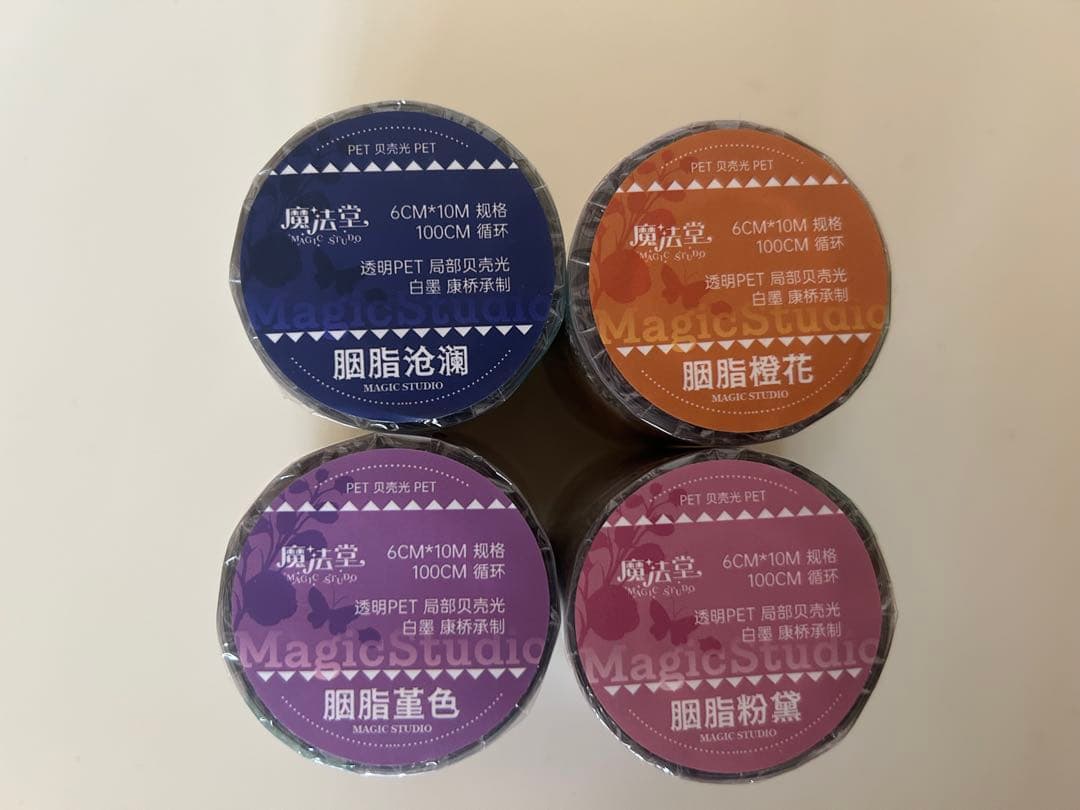 PET 贝壳光 PET
魔法堂
MAGIC STUDO
6CM*10M 规格
100CM 循环
透明PET 局部贝壳光
白墨 康桥承制
MagicStudio
胭脂沧澜
MAGIC STUDIO
PET 贝壳光 PET
魔法堂
MAGIC STUDO
6CM*10M 规格
100CM 循环
透明PET 局部贝壳光
白墨 康桥承制
MagicStudio
胭脂橙花
MAGIC STUDIO
PET 贝壳光 PET
魔法堂
MAGIC STUDO
6CM*10M 规格
100CM 循环
透明PET 局部贝壳光
白墨 康桥承制
MagicStudio
胭脂堇色
MAGIC STUDIO
PET 贝壳光 PET
魔法堂
MAGIC STUDO
6CM*10M 规格
100CM 循环
透明PET 局部贝壳光
白墨 康桥承制
MagicStudio
胭脂粉黛
MAGIC STUDIO